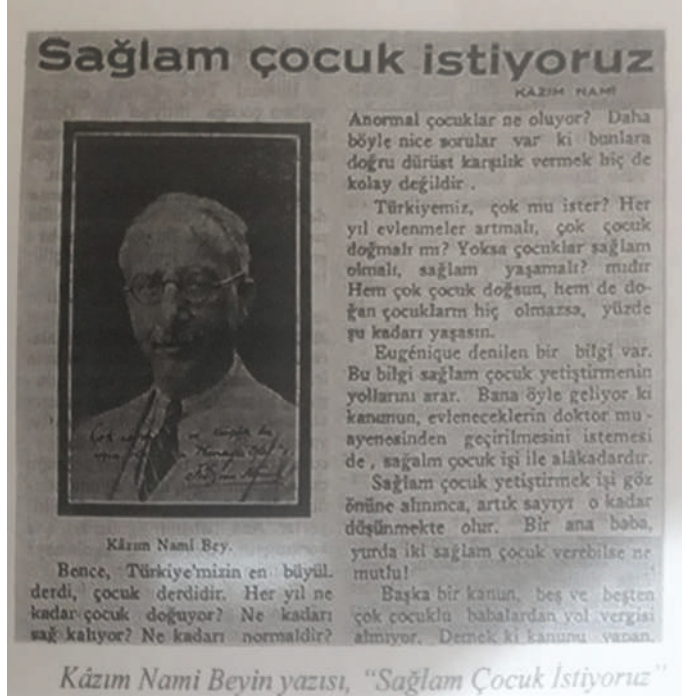 Sağlam çocuk istiyoruz
KÂZIM NAMİ
Kâzım Nami Bey.
Bence, Türkiye'mizin en büyük
derdi, çocuk derdidir. Her yıl ne
kadar çocuk doğuyor? Ne kadarı
sağ kalıyor? Ne kadarı normaldir?
Anormal çocuklar ne oluyor? Daha
böyle nice sorular var ki bunlara
doğru dürüst karşılık vermek hiç de
kolay değildir .
Türkiyemiz, çok mu ister? Her
yıl evlenmeler artmalı, çok çocuk
doğmalı mı? Yoksa çocuklar sağlam
olmalı, sağlam yaşamalı? mıdır
Hem çok çocuk doğsun, hem de do-
ğan çocukların hiç olmazsa, yüzde
şu kadarı yaşasın.
Eugénique denilen bir bilgi var.
Bu bilgi sağlam çocuk yetiştirmenin
yollarını arar. Bana öyle geliyor ki
kanunun, evleneceklerin doktor mu-
ayenesinden geçirilmesini istemesi
de , sağalm çocuk işi ile alâkadardır.
Sağlam çocuk yetiştirmek işi göz
önüne alınınca, artık sayıyı o kadar
düşünmekte olur. Bir ana baba,
yurda iki sağlam çocuk verebilse ne
mutlu!
Başka bir kanun, beş ve beşten
çok çocuklu babalardan yol vergisi
almıyor. Demek ki kanunu yapan,
Kâzım Nami Beyin yazısı, "Sağlam Çocuk İstiyoruz"